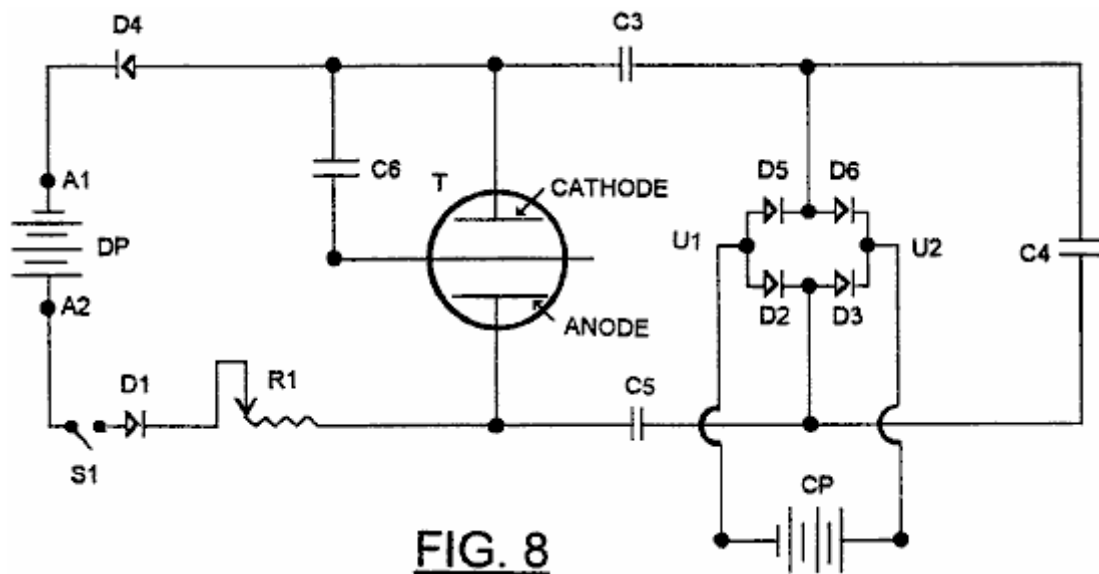 D4
C3
A1
C6
T
CATHODE
D5
D6
DP
U1
U2
C4
A2
ANODE
D2
D3
D1
R1
C5
S1
CP
FIG. 8